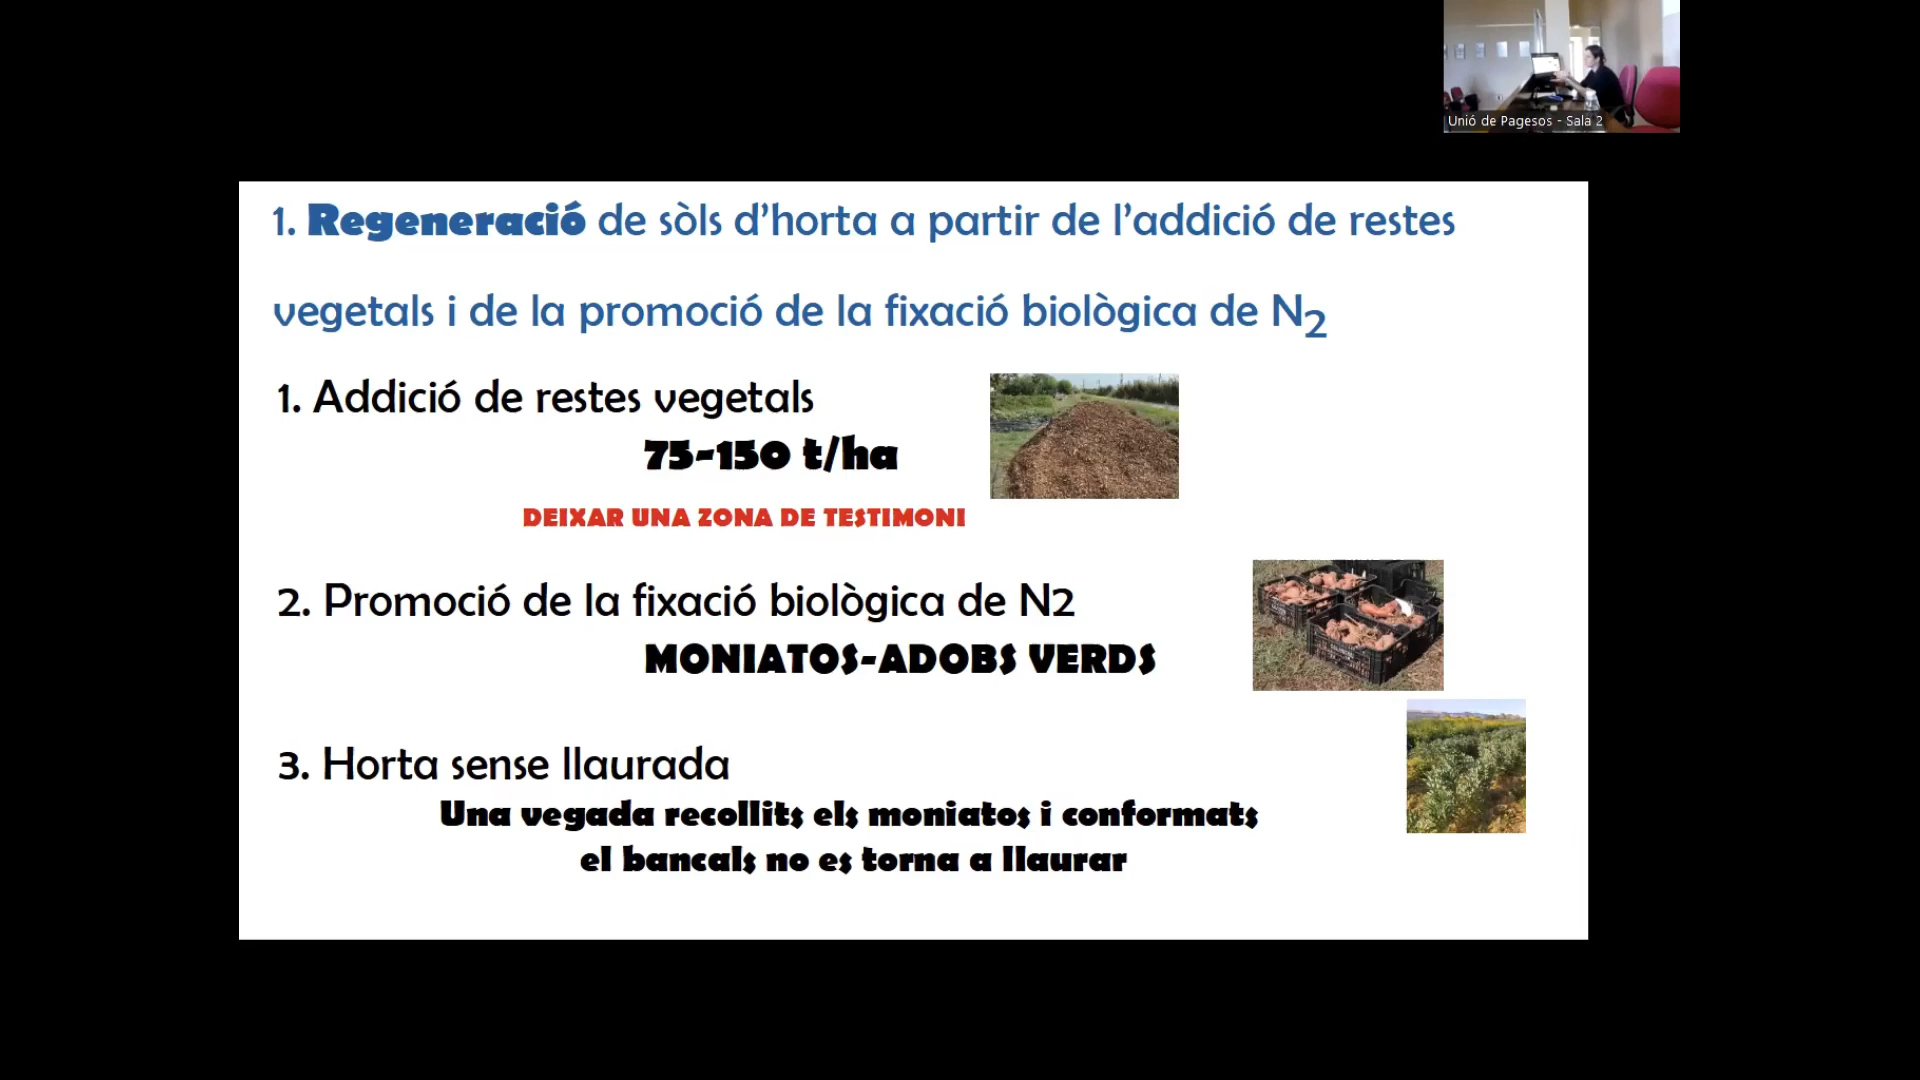 Unió de Pagesos - Sala 2
1. Regeneració de sòls d’horta a partir de l’addició de restes
vegetals i de la promoció de la fixació biològica de N2
1. Addició de restes vegetals
75-150 t/ha
DEIXAR UNA ZONA DE TESTIMONI
2. Promoció de la fixació biològica de N2
MONIATOS-ADOBS VERDS
3. Horta sense llaurada
Una vegada recollits els moniatos i conformats
el bancals no es torna a llaurar